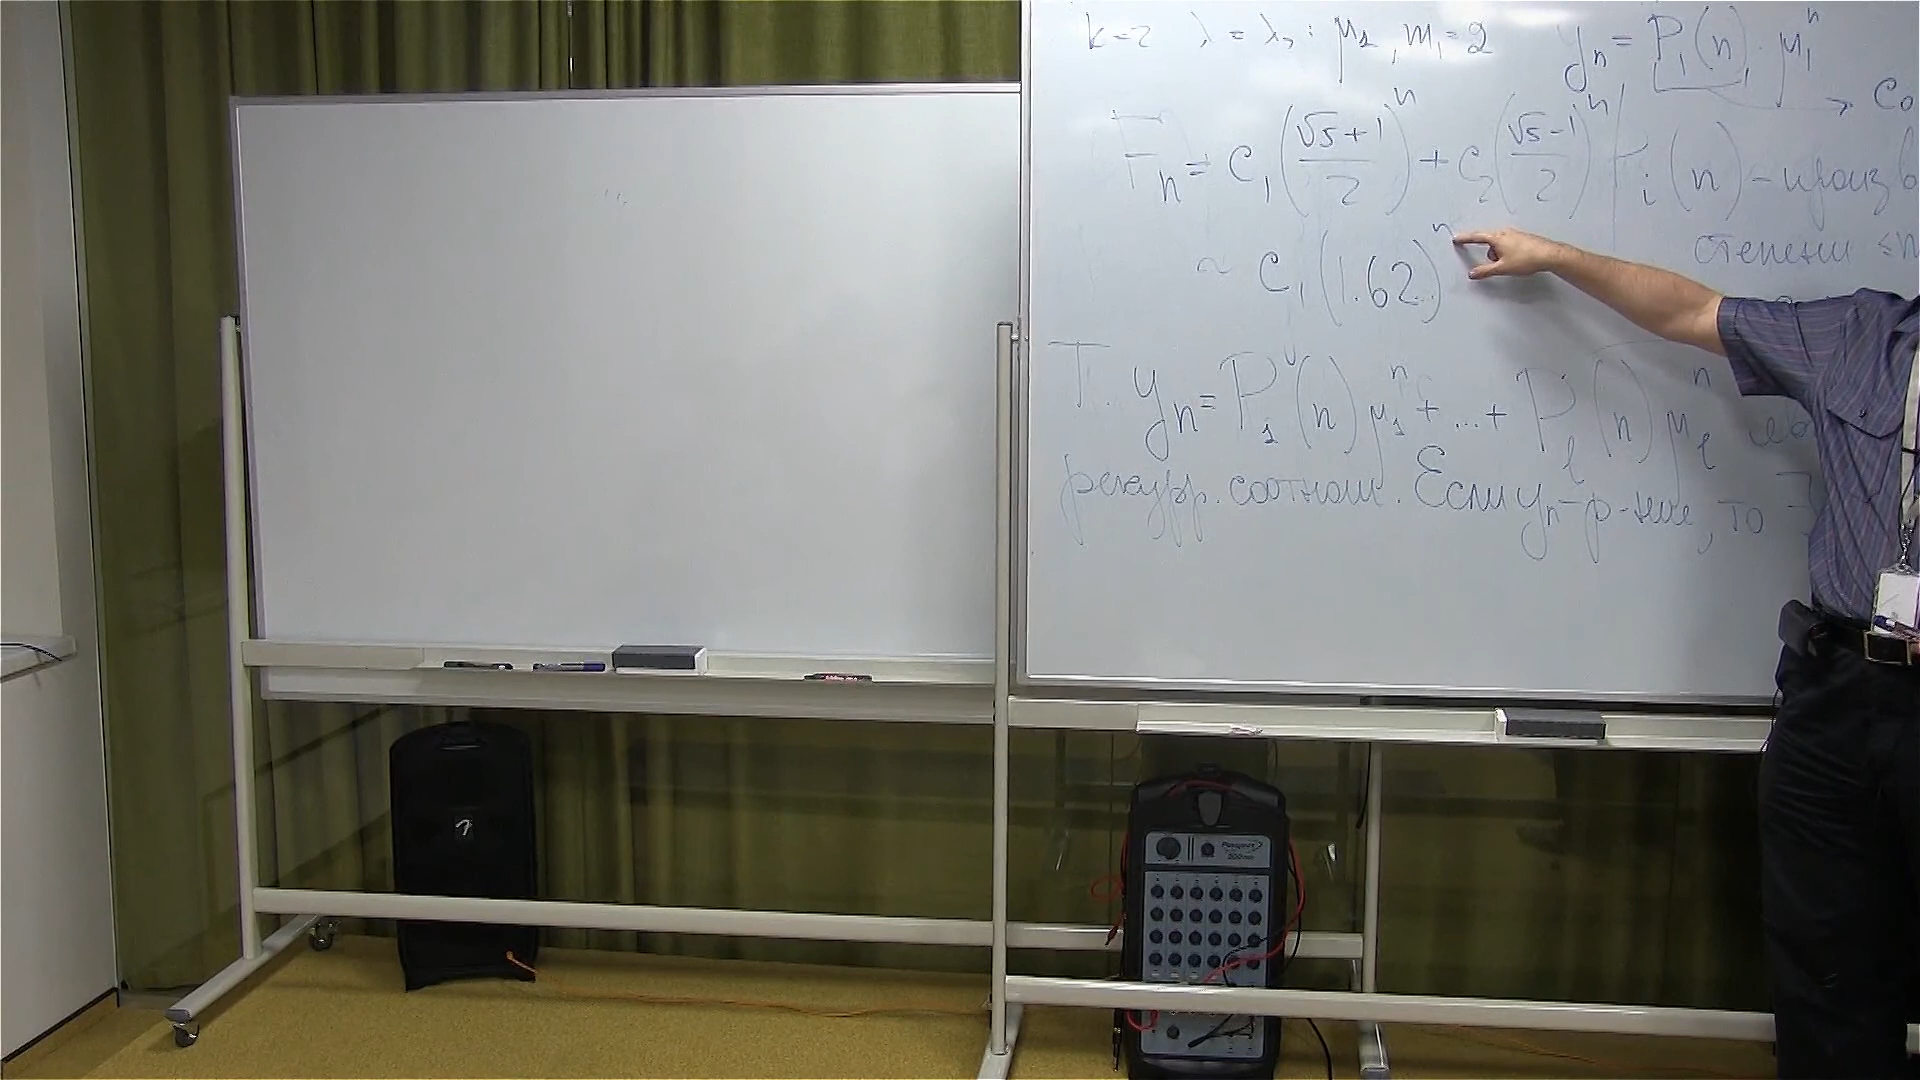 k=2 λ=λ₂: μ₁, m₁=2 yₙ = P₁(n)·μ₁ⁿ
Fₙ = C₁((√5+1)/2)ⁿ + C₂((√5-1)/2)ⁿ
Pᵢ(n) – произв
степени ≤
~ C₁(1.62..)ⁿ
Т. yₙ = P₁(n)μ₁ⁿ + ... + Pₗ(n)μₗⁿ
рекурр. соотнош. Если yₙ – р-ние, то